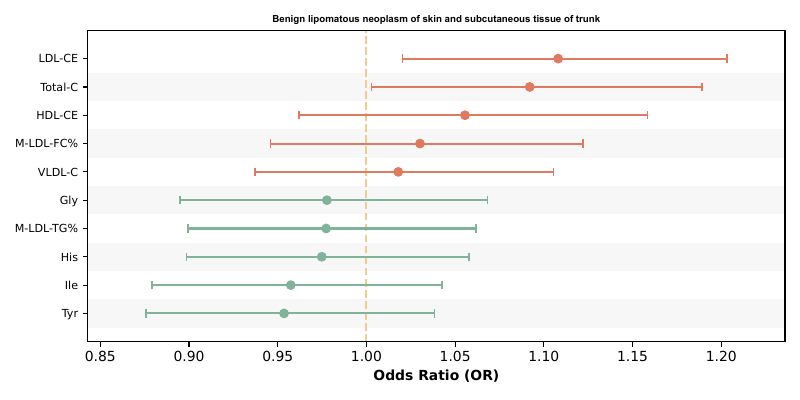 Benign lipomatous neoplasm of skin and subcutaneous tissue of trunk
LDL-CE
Total-C
HDL-CE
M-LDL-FC%
VLDL-C
Gly
M-LDL-TG%
His
Ile
Tyr
0.85 0.90 0.95 1.00 1.05 1.10 1.15 1.20
Odds Ratio (OR)